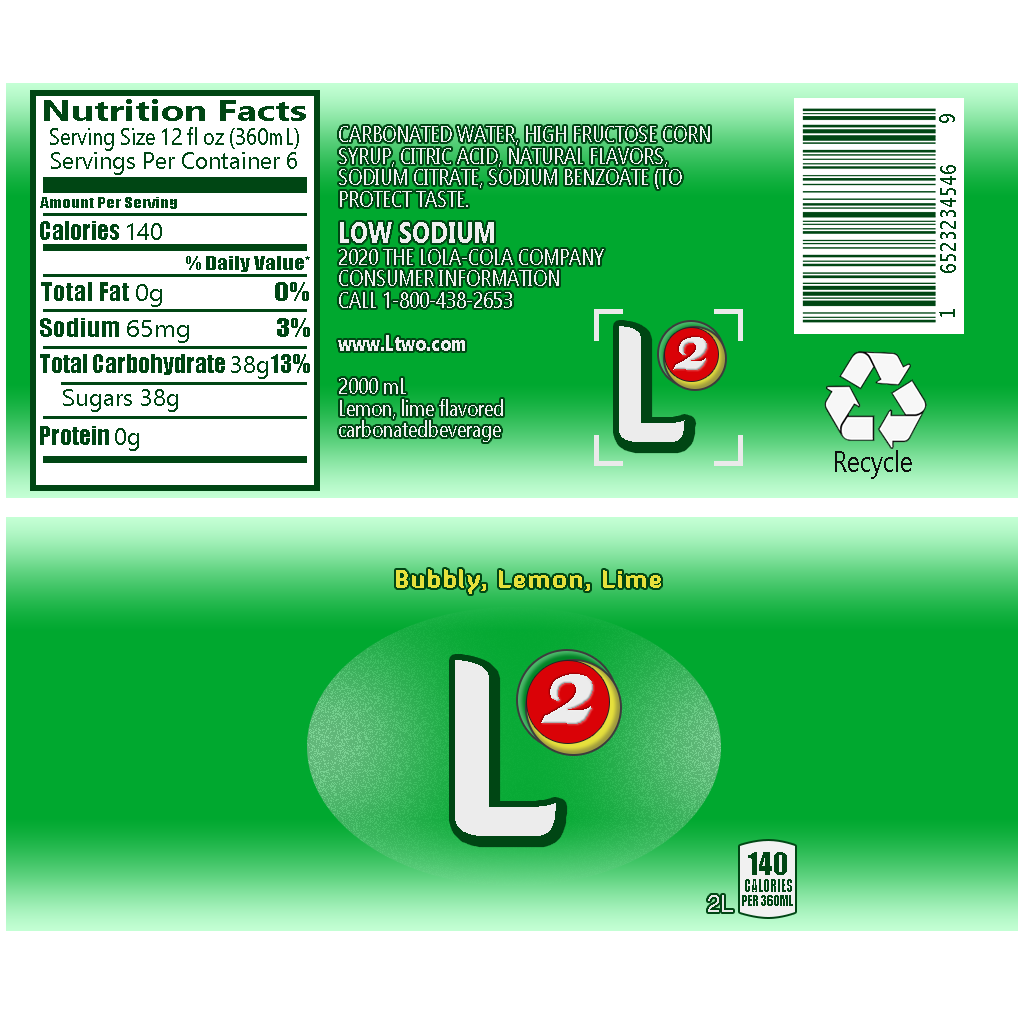 Nutrition Facts
Serving Size 12 fl oz (360mL)
Servings Per Container 6
Amount Per Serving
Calories 140
% Daily Value*
Total Fat 0g 0%
Sodium 65mg 3%
Total Carbohydrate 38g 13%
Sugars 38g
Protein 0g
CARBONATED WATER, HIGH FRUCTOSE CORN
SYRUP, CITRIC ACID, NATURAL FLAVORS,
SODIUM CITRATE, SODIUM BENZOATE (TO
PROTECT TASTE.
LOW SODIUM
2020 THE LOLA-COLA COMPANY
CONSUMER INFORMATION
CALL 1-800-438-2653
www.Ltwo.com
2000 mL
Lemon, lime flavored
carbonatedbeverage
L2
1 6523234546 9
Recycle
Bubbly, Lemon, Lime
L2
2L
140
CALORIES
PER 360ML